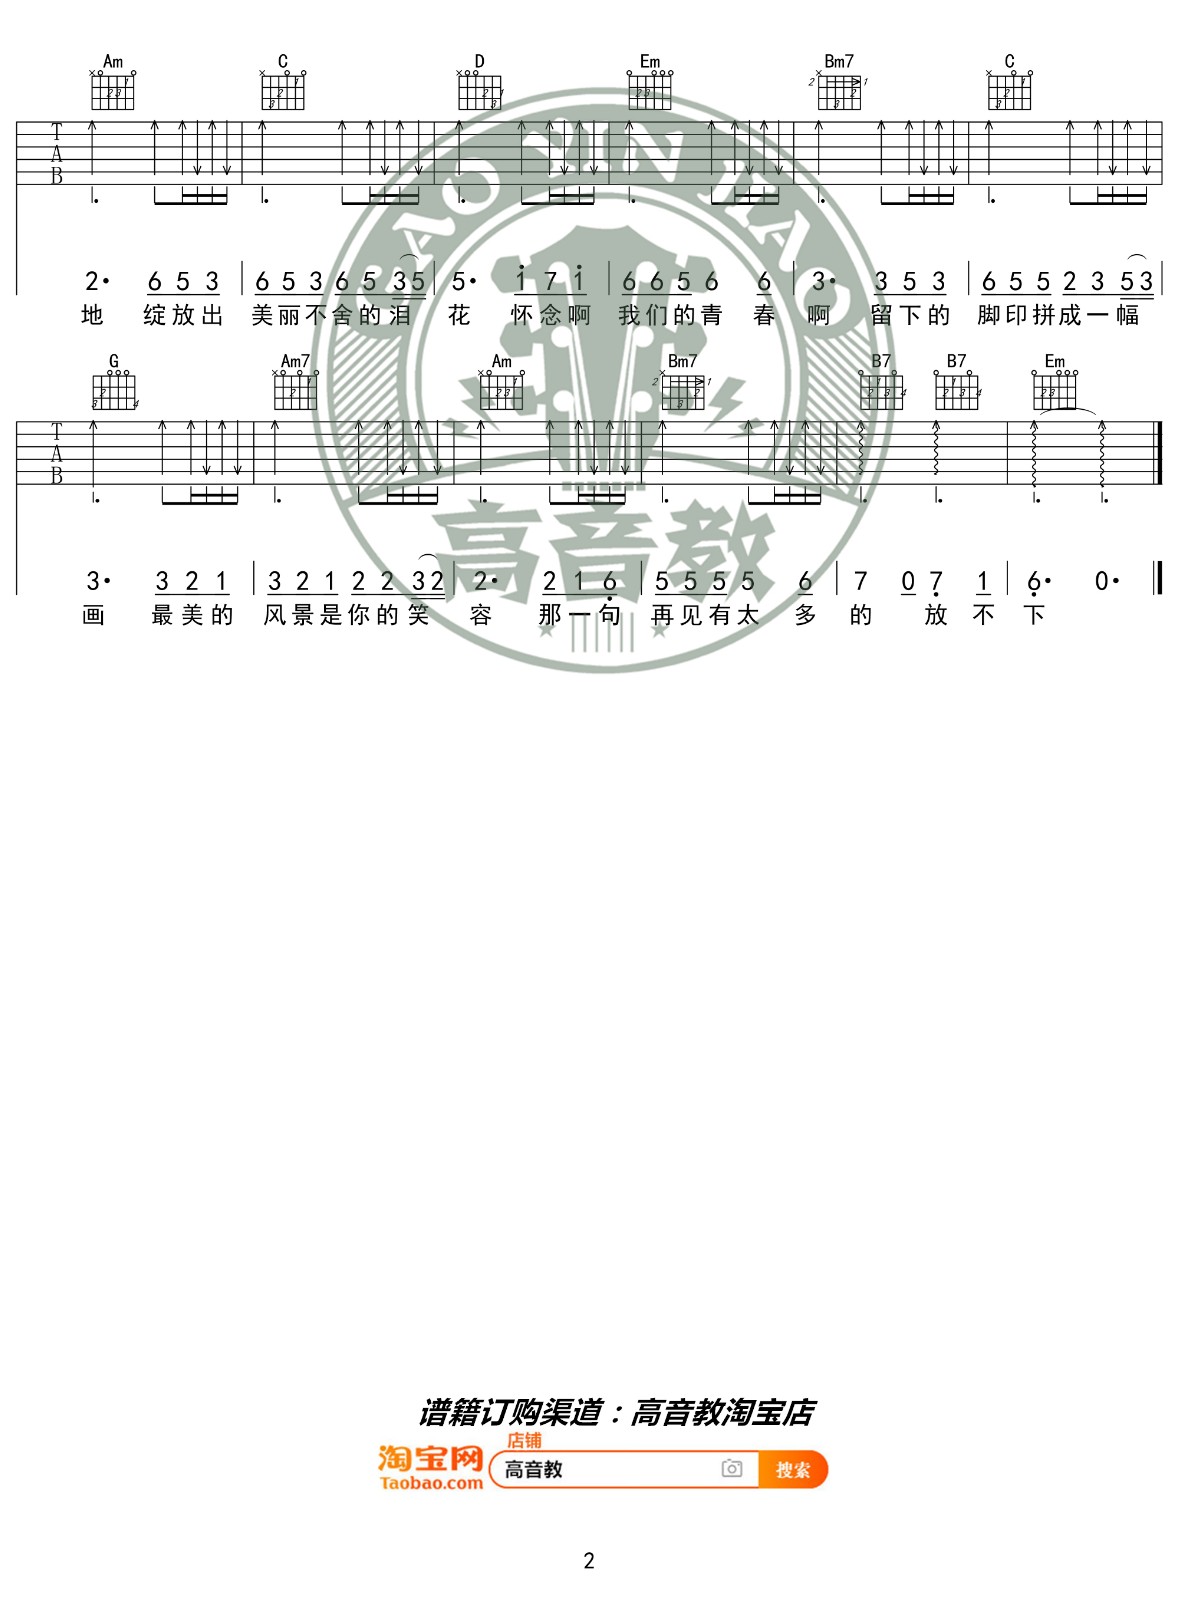 Am C D Em Bm7 C
T A B
2· 6 5 3 6 5 3 6 5 3 5 5· 1 7 1 6 6 5 6 6 3· 3 5 3 6 5 5 2 3 5 3
地 绽放出 美丽不舍的泪 花 怀念啊 我们的青 春 啊 留下的 脚印拼成一幅
G Am7 Am Bm7 B7 B7 Em
T A B
3· 3 2 1 3 2 1 2 2 3 2 2· 2 1 6 5 5 5 5 6 7 0 7 1 6· 0·
画 最美的 风景是你的笑 容 那一句 再见有太 多 的 放 不 下
GAO YIN JIAO
高音教
谱籍订购渠道：高音教淘宝店
店铺
淘宝网 高音教 搜索
Taobao.com
2